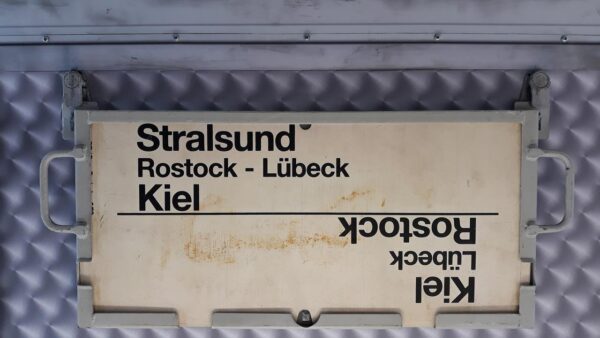 Stralsund
Rostock - Lübeck
Kiel
Kiel
Lübeck
Rostock